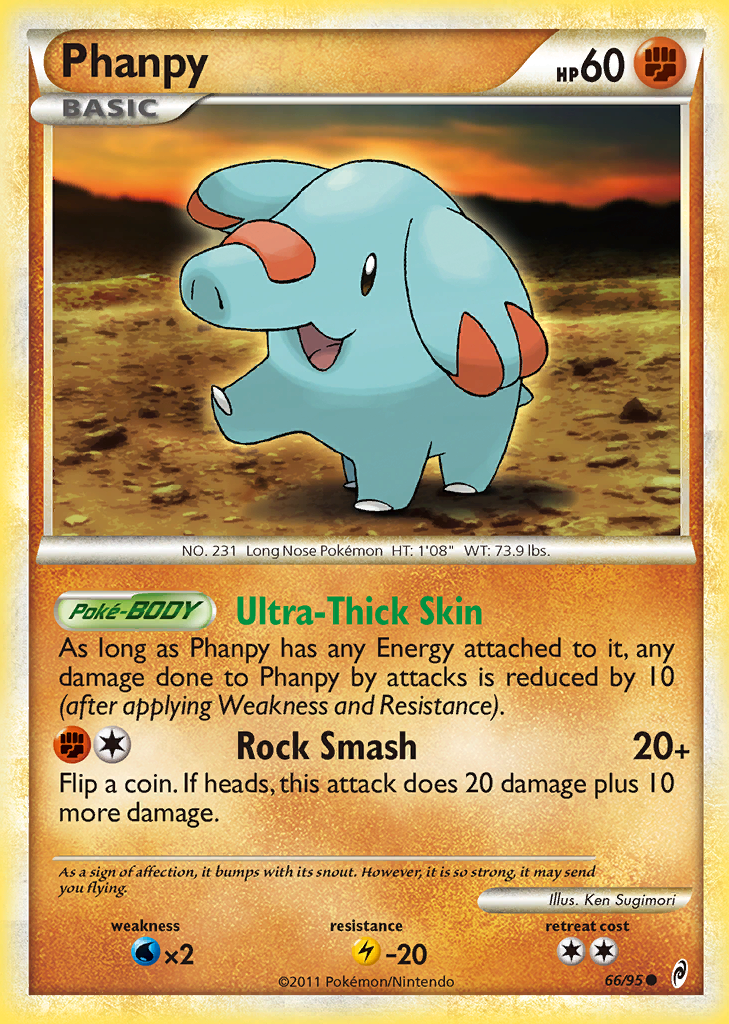 Phanpy
HP60
BASIC
NO. 231 Long Nose Pokémon HT: 1'08" WT: 73.9 lbs.
Poké-BODY Ultra-Thick Skin
As long as Phanpy has any Energy attached to it, any
damage done to Phanpy by attacks is reduced by 10
(after applying Weakness and Resistance).
Rock Smash 20+
Flip a coin. If heads, this attack does 20 damage plus 10
more damage.
As a sign of affection, it bumps with its snout. However, it is so strong, it may send
you flying.
Illus. Ken Sugimori
weakness resistance retreat cost
×2 -20
©2011 Pokémon/Nintendo 66/95